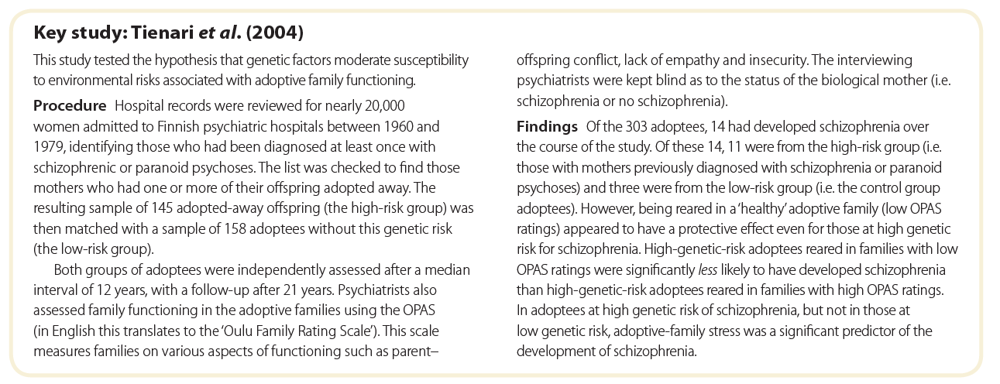 Key study: Tienari et al. (2004)
This study tested the hypothesis that genetic factors moderate susceptibility
to environmental risks associated with adoptive family functioning.
Procedure Hospital records were reviewed for nearly 20,000
women admitted to Finnish psychiatric hospitals between 1960 and
1979, identifying those who had been diagnosed at least once with
schizophrenic or paranoid psychoses. The list was checked to find those
mothers who had one or more of their offspring adopted away. The
resulting sample of 145 adopted-away offspring (the high-risk group) was
then matched with a sample of 158 adoptees without this genetic risk
(the low-risk group).
Both groups of adoptees were independently assessed after a median
interval of 12 years, with a follow-up after 21 years. Psychiatrists also
assessed family functioning in the adoptive families using the OPAS
(in English this translates to the 'Oulu Family Rating Scale'). This scale
measures families on various aspects of functioning such as parent–
offspring conflict, lack of empathy and insecurity. The interviewing
psychiatrists were kept blind as to the status of the biological mother (i.e.
schizophrenia or no schizophrenia).
Findings Of the 303 adoptees, 14 had developed schizophrenia over
the course of the study. Of these 14, 11 were from the high-risk group (i.e.
those with mothers previously diagnosed with schizophrenia or paranoid
psychoses) and three were from the low-risk group (i.e. the control group
adoptees). However, being reared in a 'healthy' adoptive family (low OPAS
ratings) appeared to have a protective effect even for those at high genetic
risk for schizophrenia. High-genetic-risk adoptees reared in families with low
OPAS ratings were significantly less likely to have developed schizophrenia
than high-genetic-risk adoptees reared in families with high OPAS ratings.
In adoptees at high genetic risk of schizophrenia, but not in those at
low genetic risk, adoptive-family stress was a significant predictor of the
development of schizophrenia.